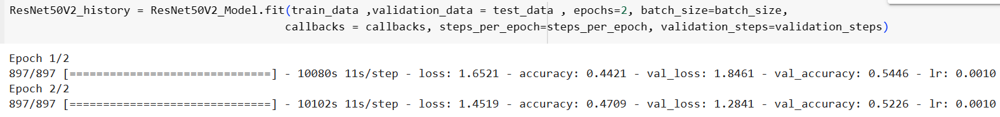 ResNet50V2_history = ResNet50V2_Model.fit(train_data ,validation_data = test_data , epochs=2, batch_size=batch_size,
callbacks = callbacks, steps_per_epoch=steps_per_epoch, validation_steps=validation_steps)
Epoch 1/2
897/897 [==============================] - 10080s 11s/step - loss: 1.6521 - accuracy: 0.4421 - val_loss: 1.8461 - val_accuracy: 0.5446 - lr: 0.0010
Epoch 2/2
897/897 [==============================] - 10102s 11s/step - loss: 1.4519 - accuracy: 0.4709 - val_loss: 1.2841 - val_accuracy: 0.5226 - lr: 0.0010